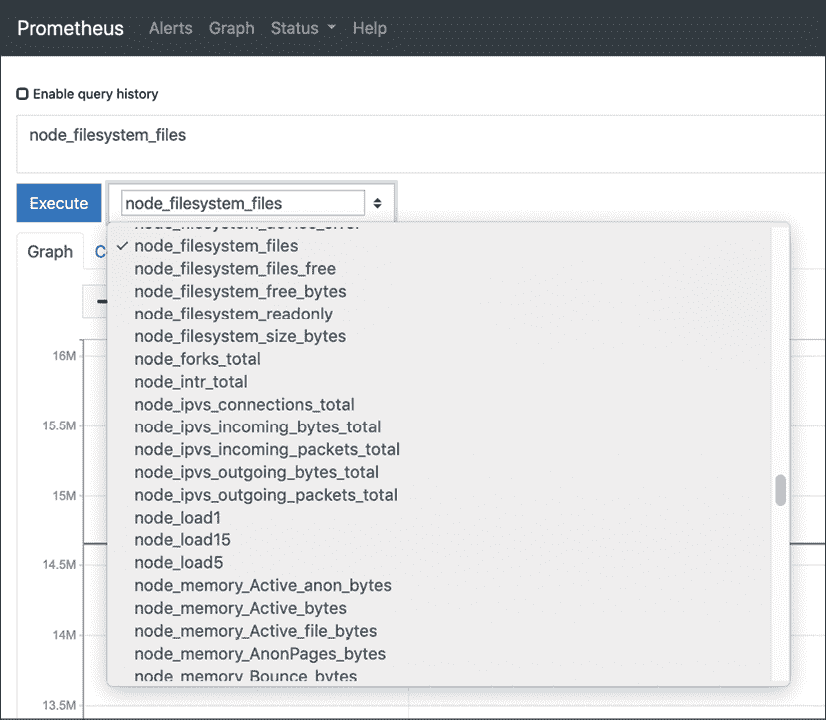 Prometheus Alerts Graph Status Help
Enable query history
node_filesystem_files
Execute node_filesystem_files
node_filesystem_device_error
Graph C
node_filesystem_files
node_filesystem_files_free
node_filesystem_free_bytes
node_filesystem_readonly
node_filesystem_size_bytes
16M
node_forks_total
node_intr_total
node_ipvs_connections_total
15.5M
node_ipvs_incoming_bytes_total
node_ipvs_incoming_packets_total
node_ipvs_outgoing_bytes_total
15M
node_ipvs_outgoing_packets_total
node_load1
node_load15
14.5M
node_load5
node_memory_Active_anon_bytes
node_memory_Active_bytes
14M
node_memory_Active_file_bytes
node_memory_AnonPages_bytes
node_memory_Bounce_bytes
13.5M